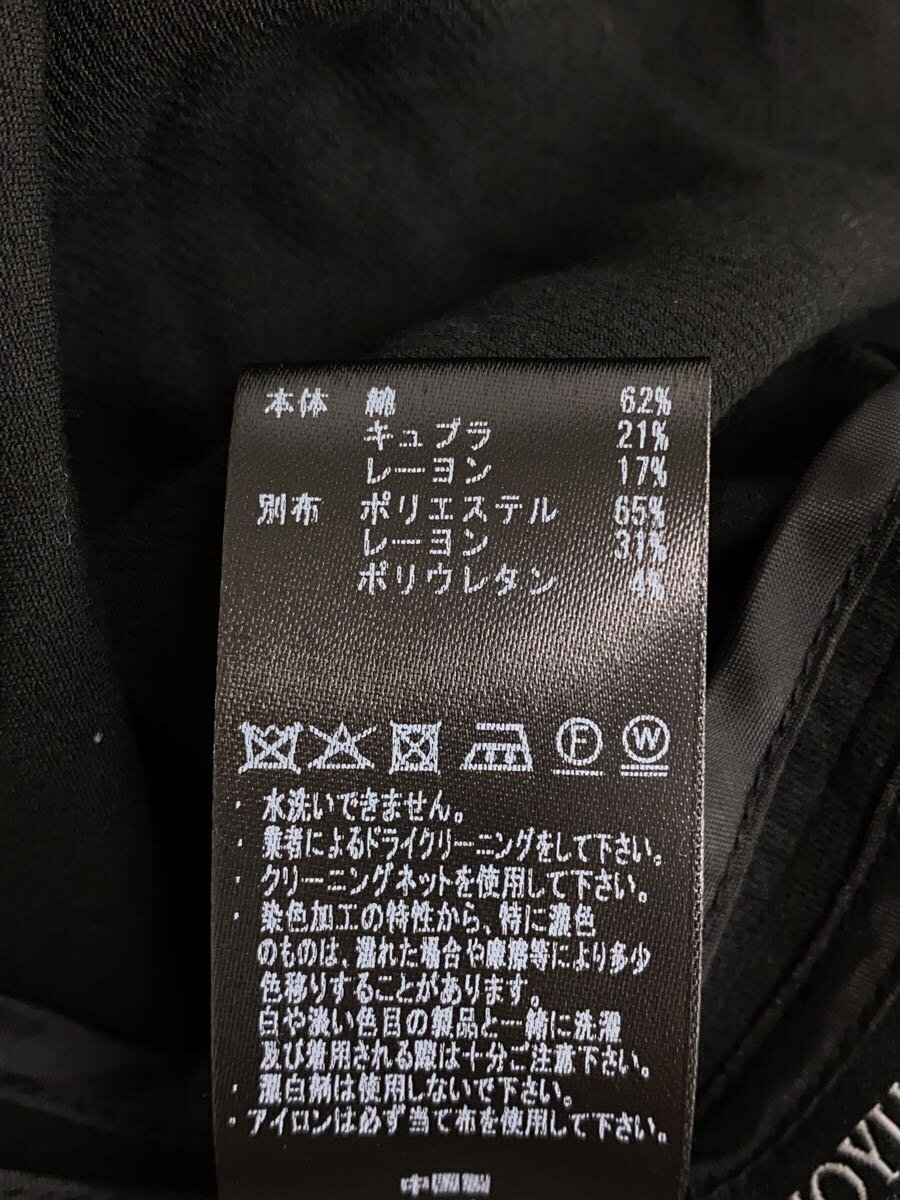 本体 綿 62%
キュプラ 21%
レーヨン 17%
別布 ポリエステル 65%
レーヨン 31%
ポリウレタン 4%
F W
・水洗いできません。
・業者によるドライクリーニングをして下さい。
・クリーニングネットを使用して下さい。
・染色加工の特性から、特に濃色
のものは、濡れた場合や摩擦等により多少
色移りすることがあります。
白や淡い色目の製品と一緒に洗濯
及び着用される際は十分ご注意下さい。
・漂白剤は使用しないで下さい。
・アイロンは必ず当て布を使用して下さい。
中国製